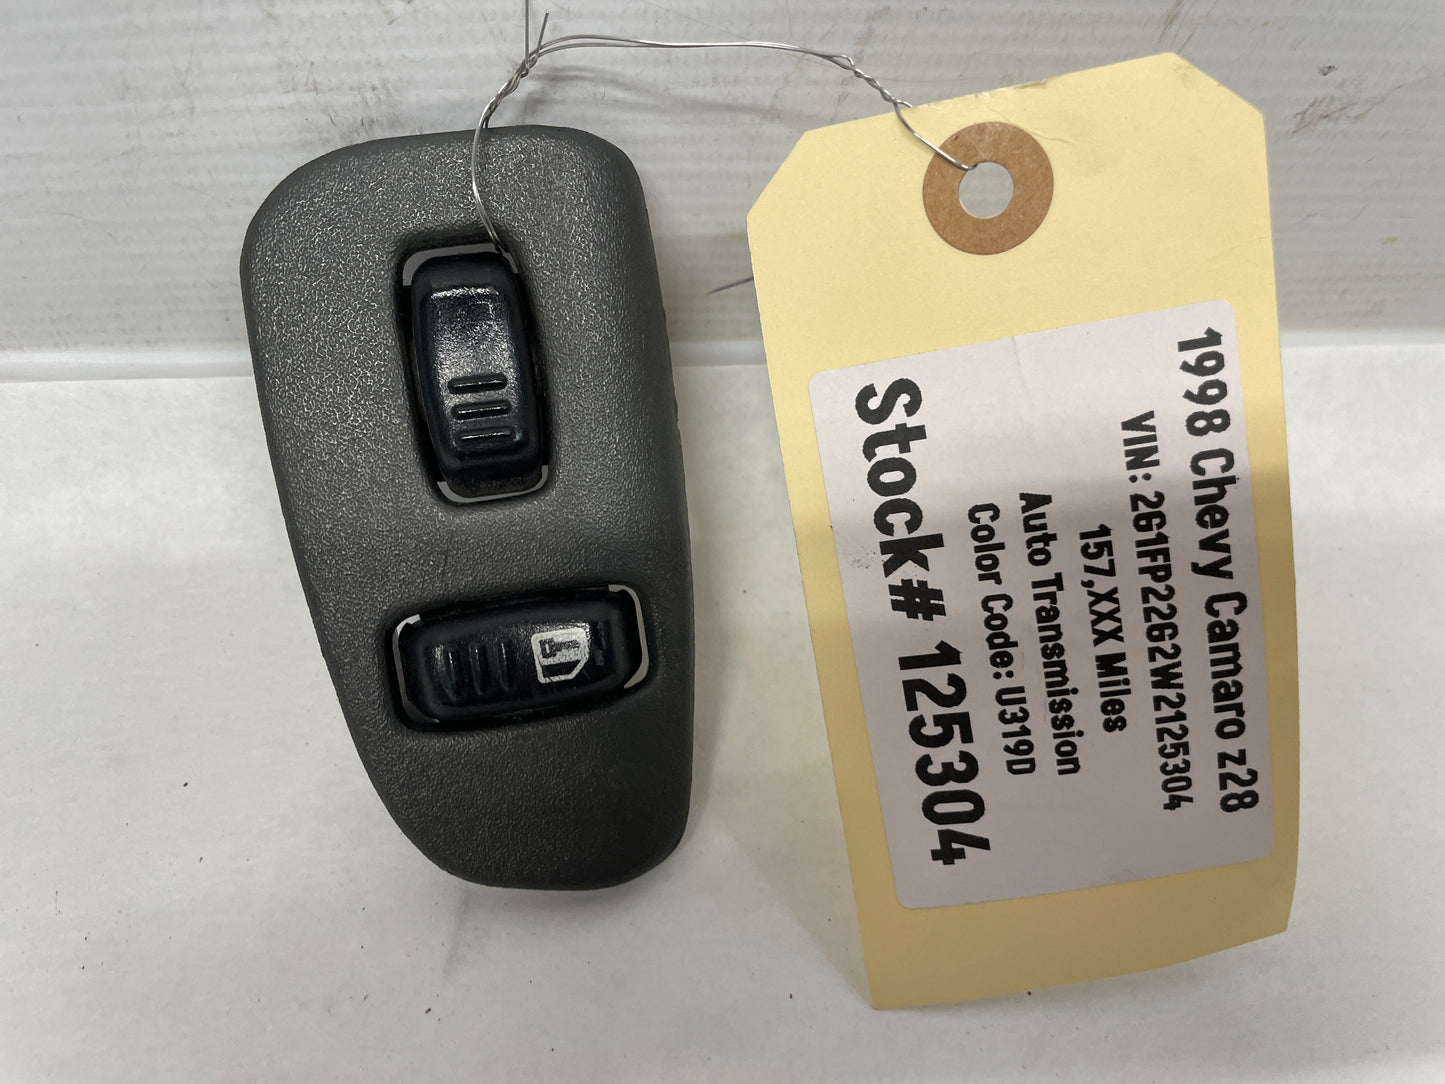 1998 Chevy Camaro z28
VIN: 2G1FP22G2W2125304
157,XXX Miles
Auto Transmission
Color Code: U319D
Stock# 125304